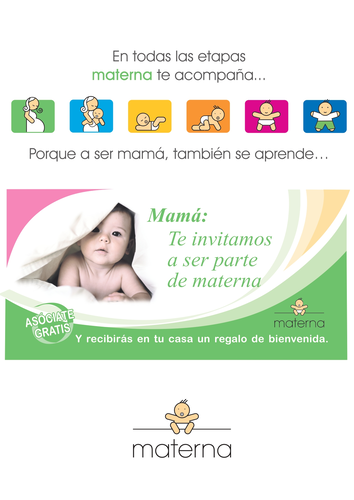 En todas las etapas
materna te acompaña...
Porque a ser mamá, también se aprende...
Mamá:
Te invitamos
a ser parte
de materna
materna
ASÓCIATE
GRATIS
Y recibirás en tu casa un regalo de bienvenida.
materna